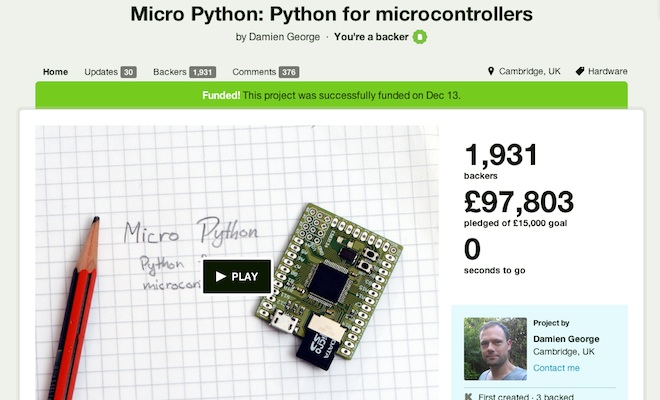 Micro Python: Python for microcontrollers
by Damien George · You're a backer
Home Updates 30 Backers 1,931 Comments 376 Cambridge, UK Hardware
Funded! This project was successfully funded on Dec 13.
1,931
backers
£97,803
pledged of £15,000 goal
0
seconds to go
Micro Python
Python
microcon
PLAY
Micro
Project by
Damien George
Cambridge, UK
Contact me
First created · 3 backed